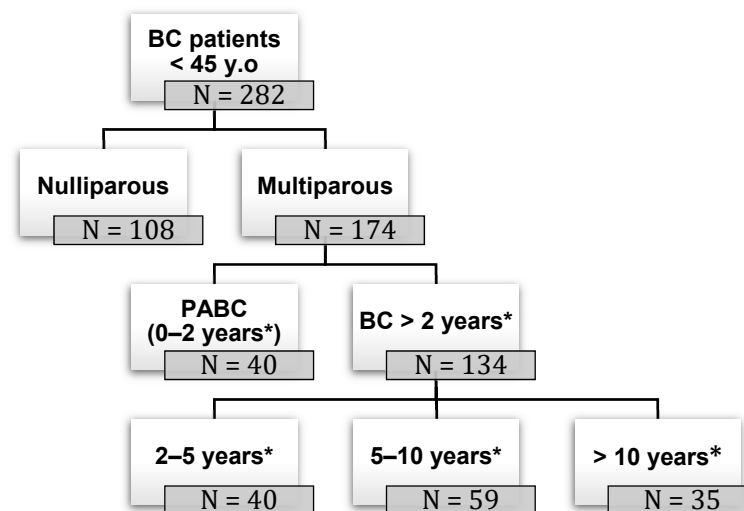 BC patients
< 45 y.o
N = 282
Nulliparous
N = 108
Multiparous
N = 174
PABC
(0–2 years*)
N = 40
BC > 2 years*
N = 134
2–5 years*
N = 40
5–10 years*
N = 59
> 10 years*
N = 35